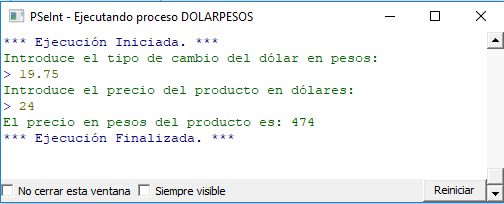 PSeInt - Ejecutando proceso DOLARPESOS
*** Ejecución Iniciada. ***
Introduce el tipo de cambio del dólar en pesos:
> 19.75
Introduce el precio del producto en dólares:
> 24
El precio en pesos del producto es: 474
*** Ejecución Finalizada. ***
No cerrar esta ventana Siempre visible Reiniciar